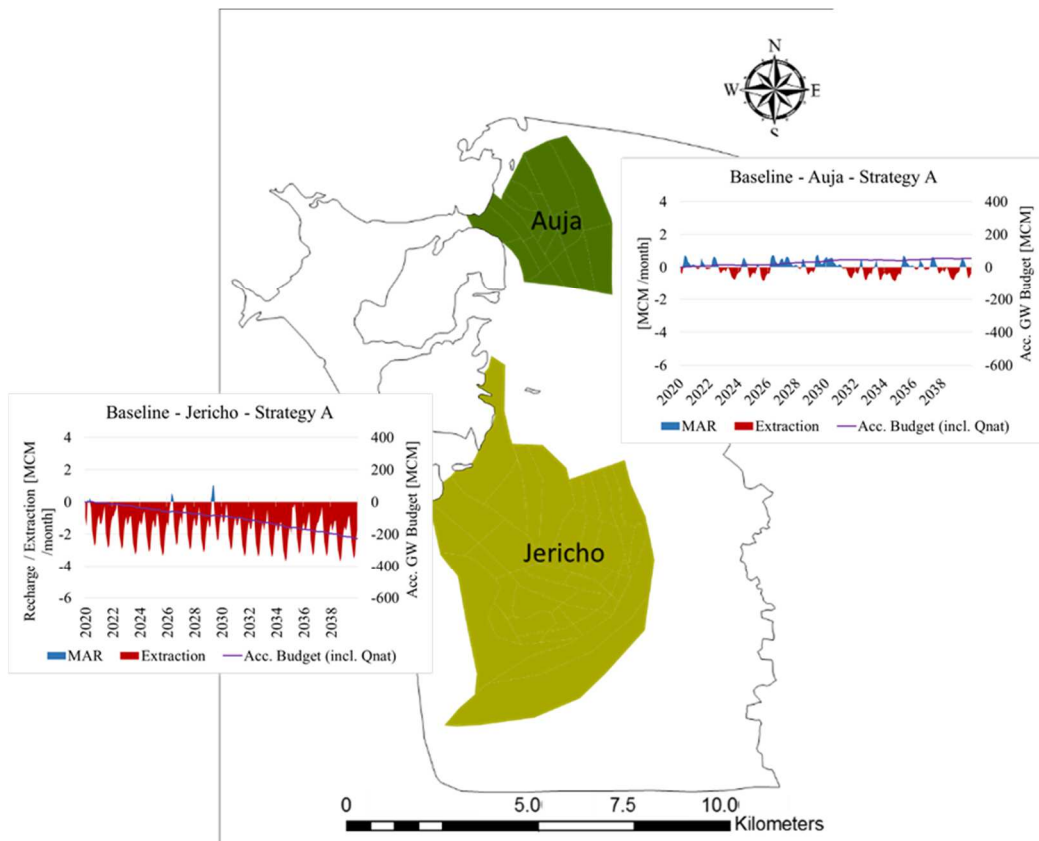 N
W E
S
Auja
Baseline - Auja - Strategy A
[MCM /month]
4
2
0
-2
-4
-6
400
200
0
-200
-400
-600
Acc. GW Budget [MCM]
2020
2022
2024
2026
2028
2030
2032
2034
2036
2038
MAR Extraction Acc. Budget (incl. Qnat)
Baseline - Jericho - Strategy A
Recharge / Extraction [MCM
/month]
4
2
0
-2
-4
-6
400
200
0
-200
-400
-600
Acc. GW Budget [MCM]
2020
2022
2024
2026
2028
2030
2032
2034
2036
2038
MAR Extraction Acc. Budget (incl. Qnat)
Jericho
0 5.0 7.5 10.0
Kilometers